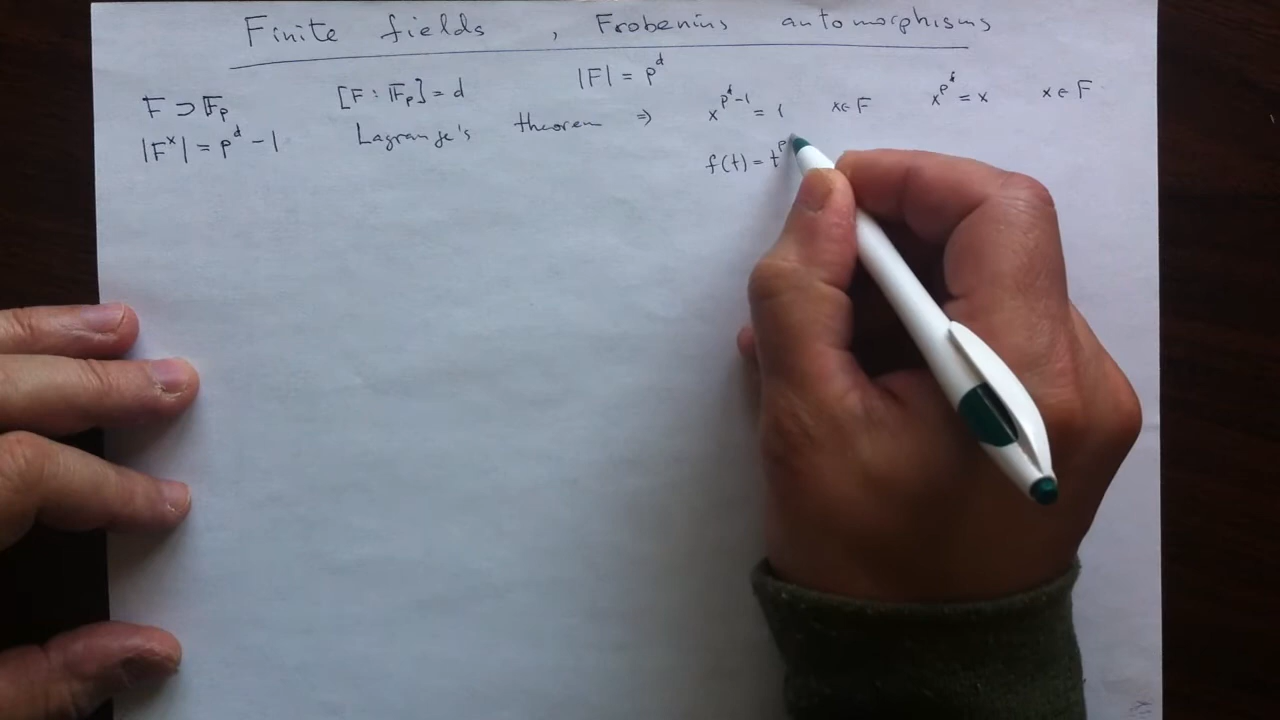 Finite fields, Frobenius automorphisms
F ⊃ 𝔽ₚ [F : 𝔽ₚ] = d |F| = p^d
|F^×| = p^d - 1 Lagrange's theorem ⇒ x^{p^d - 1} = 1 x∈F x^{p^d} = x x∈F
f(t) = t^p